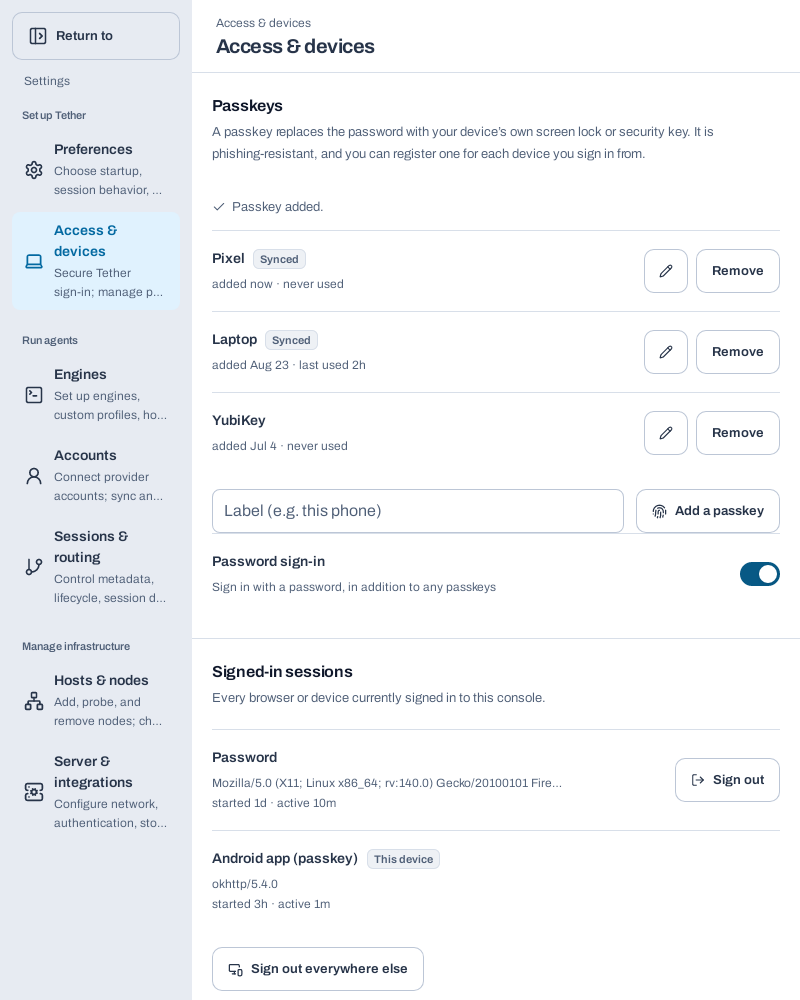 Return to
Settings
Set up Tether
Preferences
Choose startup,
session behavior, ...
Access &
devices
Secure Tether
sign-in; manage p...
Run agents
Engines
Set up engines,
custom profiles, ho...
Accounts
Connect provider
accounts; sync an...
Sessions &
routing
Control metadata,
lifecycle, session d...
Manage infrastructure
Hosts & nodes
Add, probe, and
remove nodes; ch...
Server &
integrations
Configure network,
authentication, sto...
Access & devices
Access & devices
Passkeys
A passkey replaces the password with your device’s own screen lock or security key. It is
phishing-resistant, and you can register one for each device you sign in from.
Passkey added.
Pixel Synced
added now · never used
Remove
Laptop Synced
added Aug 23 · last used 2h
Remove
YubiKey
added Jul 4 · never used
Remove
Label (e.g. this phone)
Add a passkey
Password sign-in
Sign in with a password, in addition to any passkeys
Signed-in sessions
Every browser or device currently signed in to this console.
Password
Mozilla/5.0 (X11; Linux x86_64; rv:140.0) Gecko/20100101 Fire...
started 1d · active 10m
Sign out
Android app (passkey) This device
okhttp/5.4.0
started 3h · active 1m
Sign out everywhere else